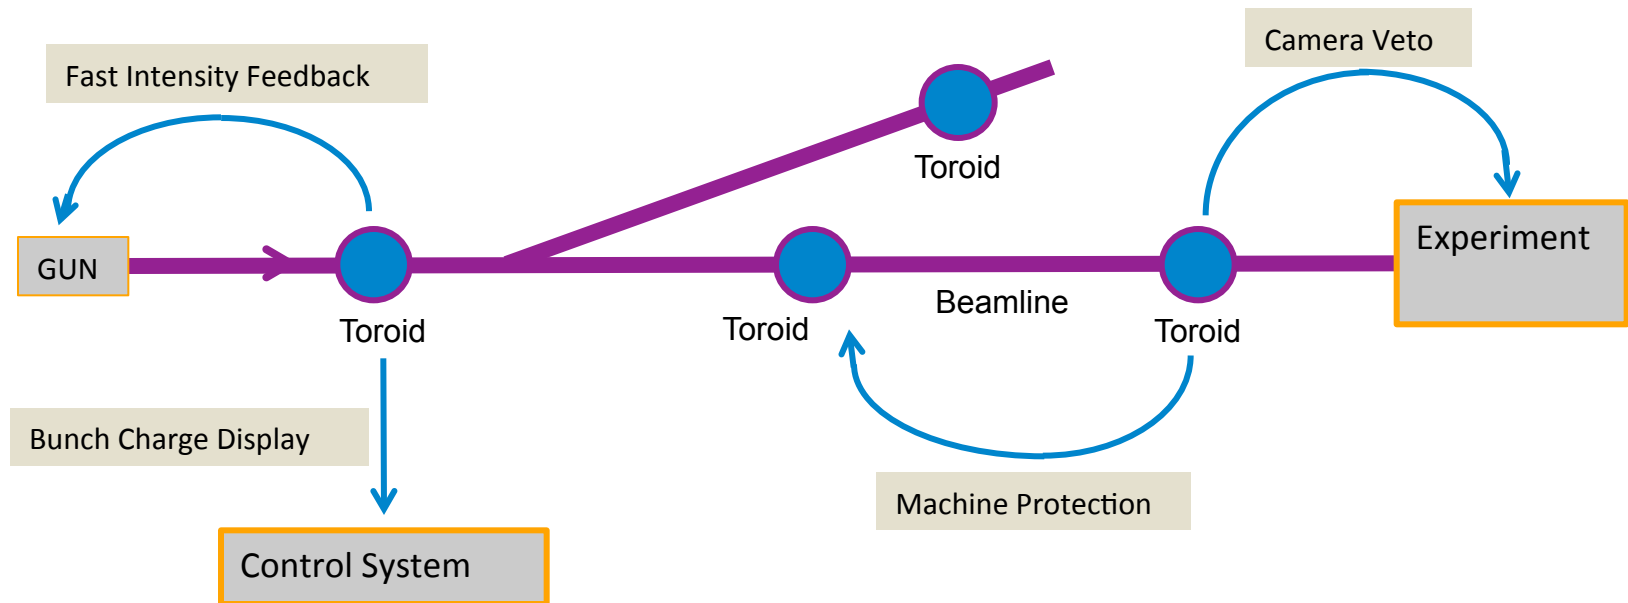 Camera Veto
Fast Intensity Feedback
Toroid
Experiment
GUN
Beamline
Toroid
Toroid
Toroid
Bunch Charge Display
Machine Protection
Control System